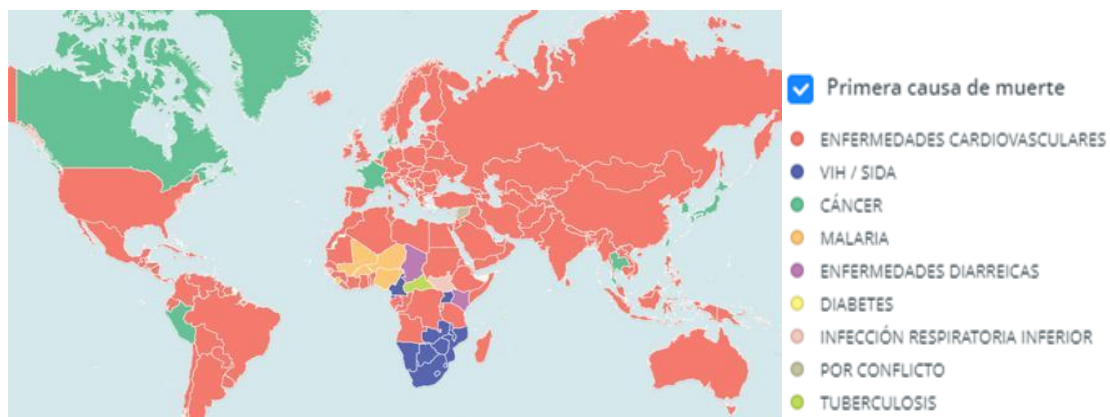 Primera causa de muerte
ENFERMEDADES CARDIOVASCULARES
VIH / SIDA
CÁNCER
MALARIA
ENFERMEDADES DIARREICAS
DIABETES
INFECCIÓN RESPIRATORIA INFERIOR
POR CONFLICTO
TUBERCULOSIS